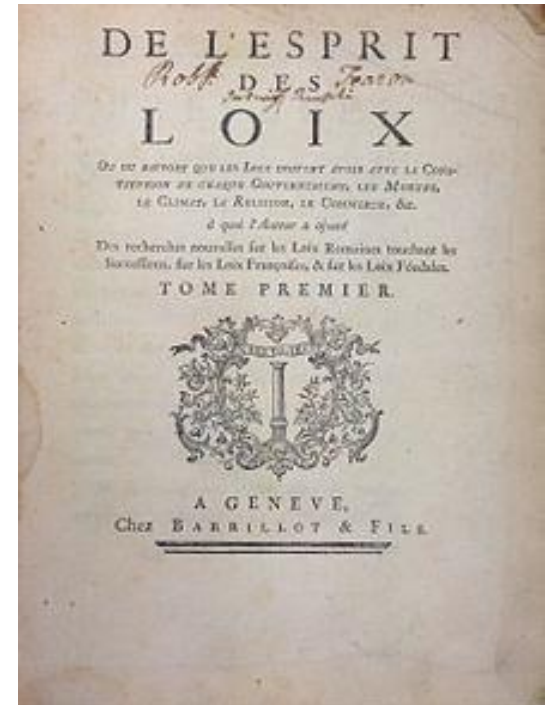 DE L'ESPRIT
DES
LOIX
OU DU RAPPORT QUE LES LOIX DOIVENT AVOIR AVEC LA CONS-
TITUTION DE CHAQUE GOUVERNEMENT, LES MOEURS,
LE CLIMAT, LA RELIGION, LE COMMERCE, &c.
à quoi l'Auteur a ajouté
Des recherches nouvelles sur les Loix Romaines touchant les
Successions, sur les Loix Françoises, & sur les Loix Féodales.
TOME PREMIER.
A GENEVE,
Chez BARRILLOT & FILS.